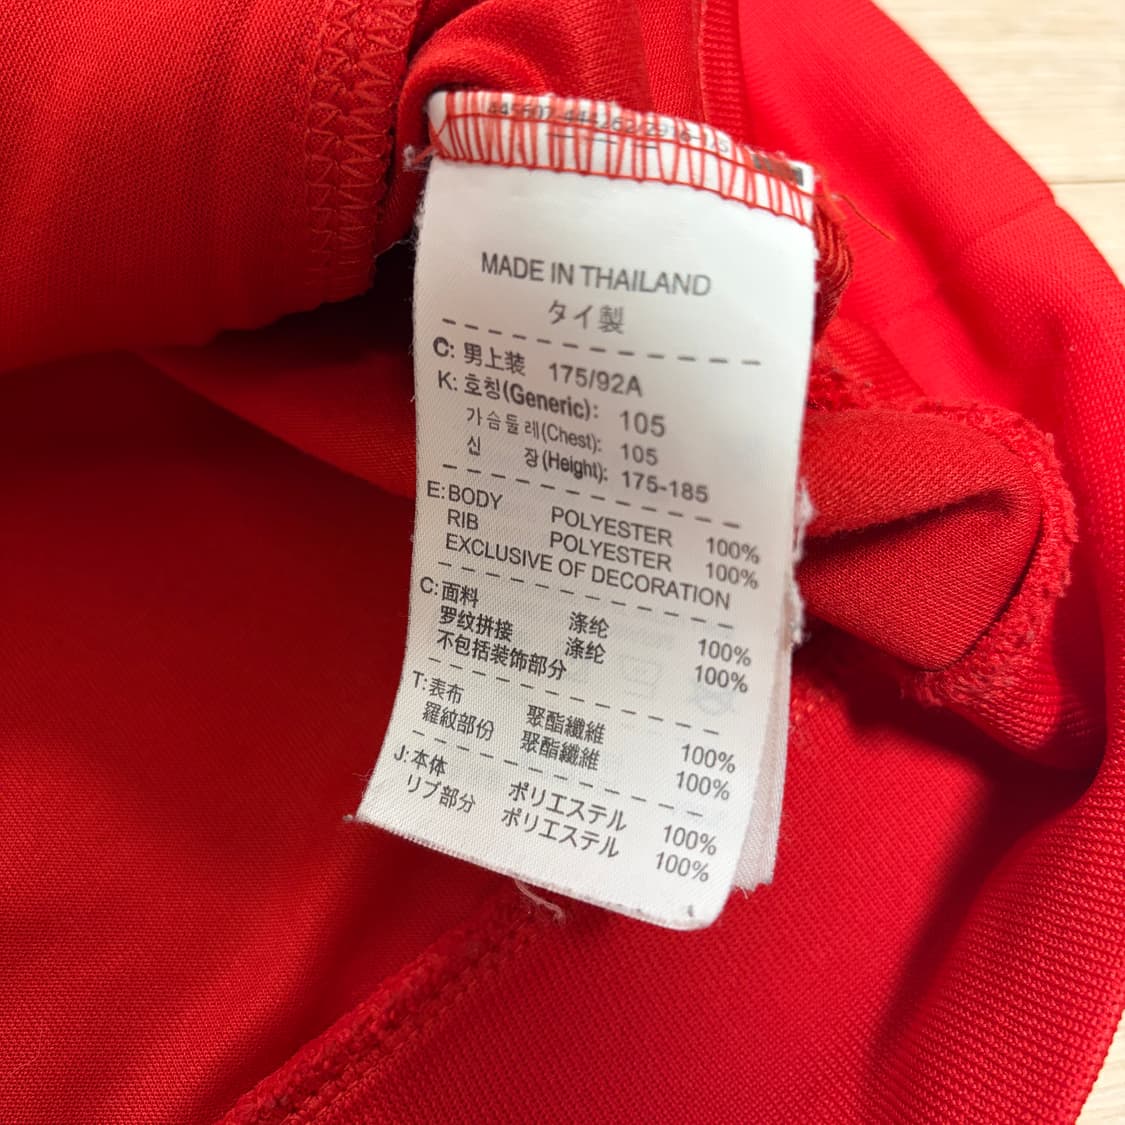 MADE IN THAILAND
タイ製
C: 男上装 175/92A
K: 호칭(Generic): 105
가슴둘레(Chest): 105
신 장(Height): 175-185
E: BODY POLYESTER 100%
RIB POLYESTER 100%
EXCLUSIVE OF DECORATION
C: 面料 涤纶 100%
罗纹拼接 涤纶 100%
不包括装饰部分
T: 表布 聚酯纖維 100%
羅紋部份 聚酯纖維 100%
J: 本体 ポリエステル 100%
リブ部分 ポリエステル 100%